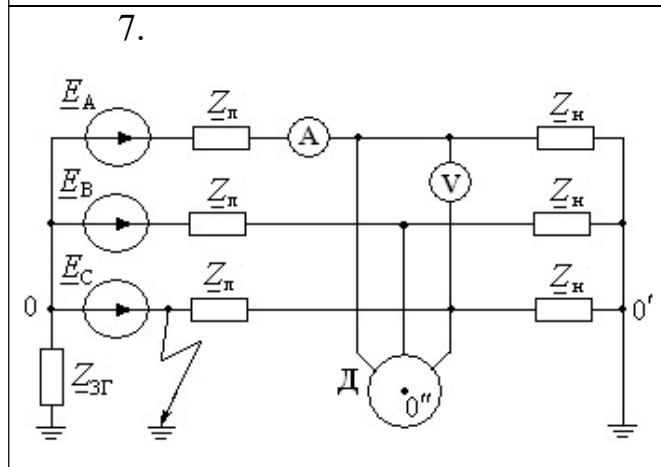 7.
E_A Z_л A Z_н
V
E_B Z_л Z_н
E_C Z_л Z_н
0 0'
Z_ЗГ Д 0''